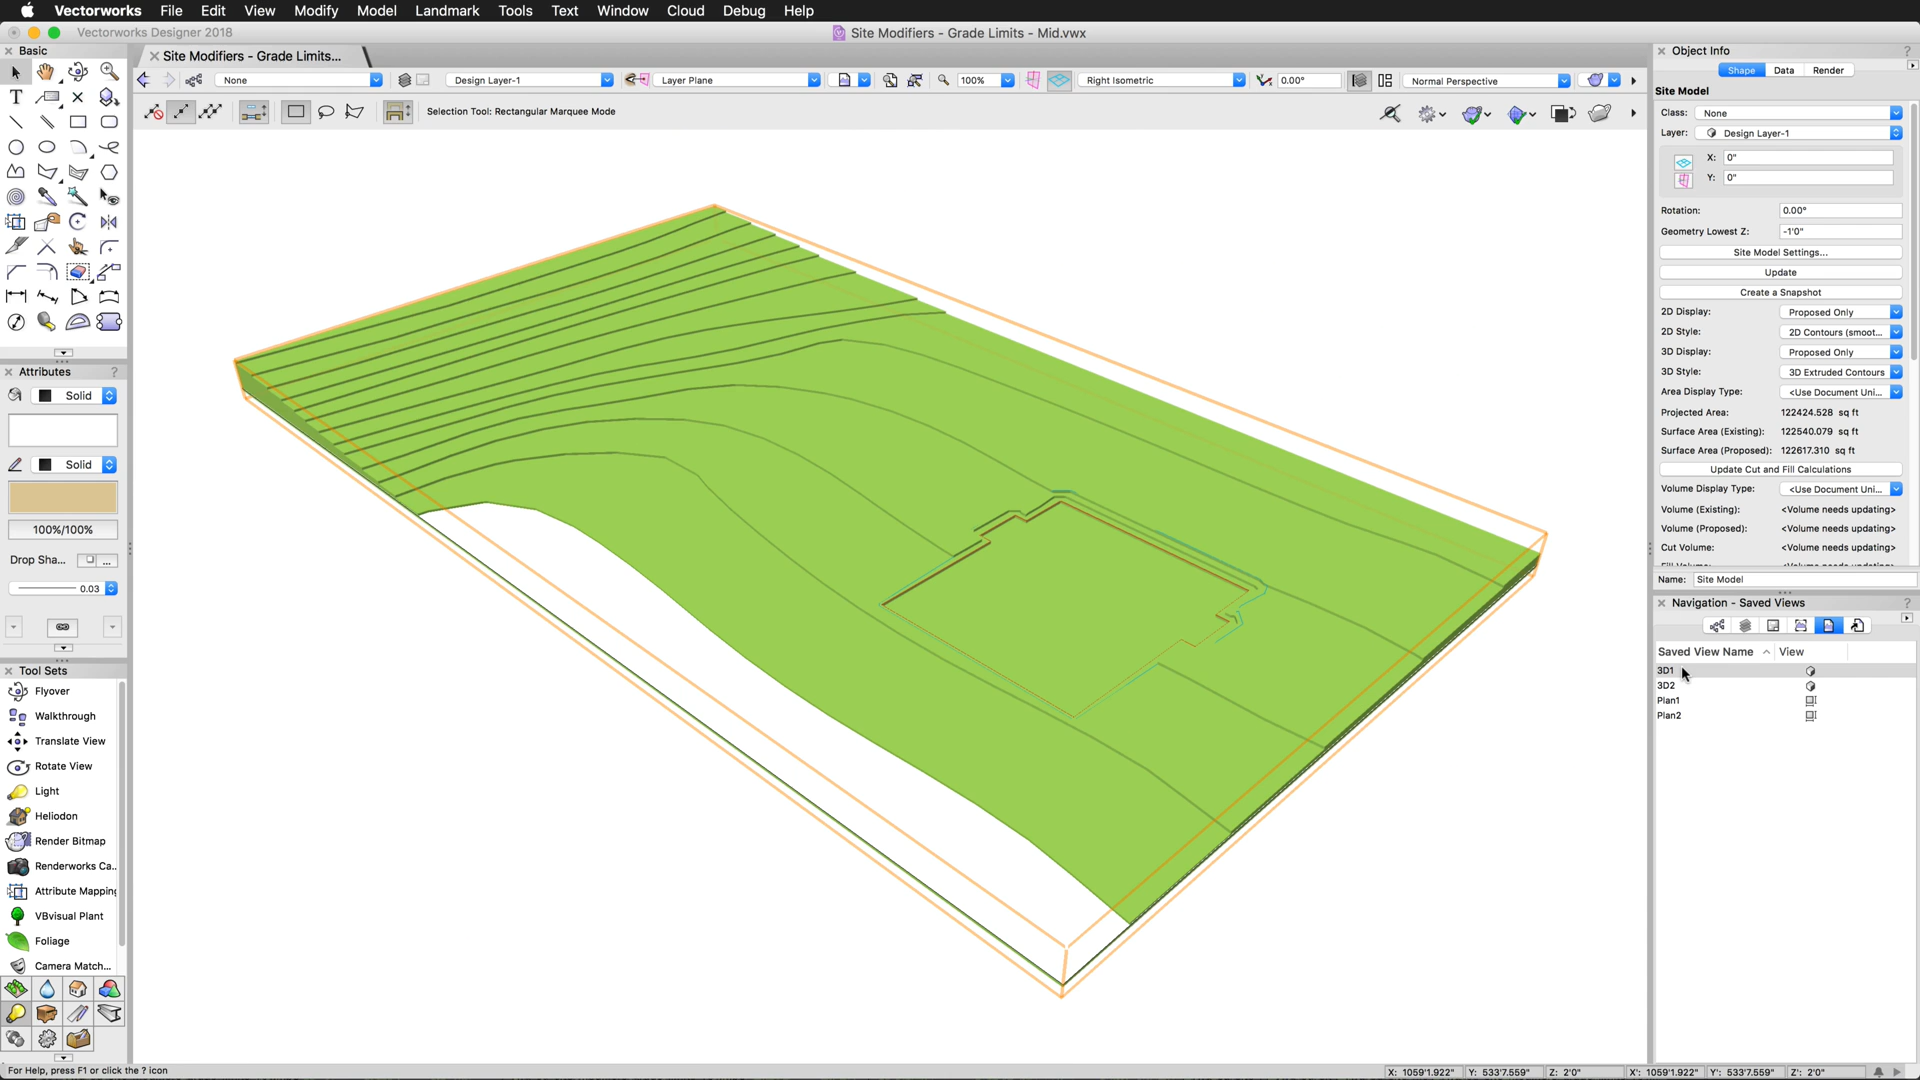 Vectorworks File Edit View Modify Model Landmark Tools Text Window Cloud Debug Help
Vectorworks Designer 2018
Site Modifiers - Grade Limits - Mid.vwx
Basic
Site Modifiers - Grade Limits...
None
Design Layer-1
Layer Plane
100%
Right Isometric
0.00°
Normal Perspective
Selection Tool: Rectangular Marquee Mode
Attributes ?
Solid
Solid
100%/100%
Drop Sha... ...
0.03
Tool Sets
Flyover
Walkthrough
Translate View
Rotate View
Light
Heliodon
Render Bitmap
Renderworks Ca..
Attribute Mapping
VBvisual Plant
Foliage
Camera Match...
Object Info ?
Shape Data Render
Site Model
Class: None
Layer: Design Layer-1
X: 0"
Y: 0"
Rotation: 0.00°
Geometry Lowest Z: -1'0"
Site Model Settings...
Update
Create a Snapshot
2D Display: Proposed Only
2D Style: 2D Contours (smoot...
3D Display: Proposed Only
3D Style: 3D Extruded Contours
Area Display Type: <Use Document Uni...
Projected Area: 122424.528 sq ft
Surface Area (Existing): 122540.079 sq ft
Surface Area (Proposed): 122617.310 sq ft
Update Cut and Fill Calculations
Volume Display Type: <Use Document Uni...
Volume (Existing): <Volume needs updating>
Volume (Proposed): <Volume needs updating>
Cut Volume: <Volume needs updating>
Name: Site Model
Navigation - Saved Views ?
Saved View Name View
3D1
3D2
Plan1
Plan2
For Help, press F1 or click the ? icon
X: 1059'1.922" Y: 533'7.559" Z: 2'0" X': 1059'1.922" Y': 533'7.559" Z': 2'0"